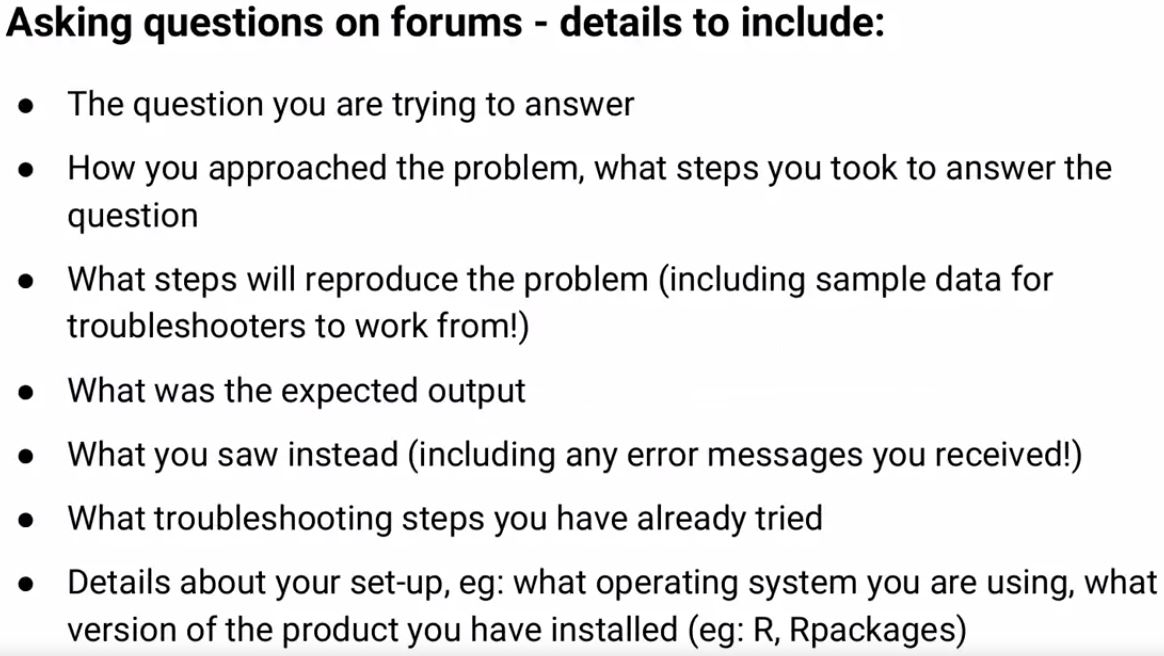 Asking questions on forums - details to include:
● The question you are trying to answer
● How you approached the problem, what steps you took to answer the
question
● What steps will reproduce the problem (including sample data for
troubleshooters to work from!)
● What was the expected output
● What you saw instead (including any error messages you received!)
● What troubleshooting steps you have already tried
● Details about your set-up, eg: what operating system you are using, what
version of the product you have installed (eg: R, Rpackages)